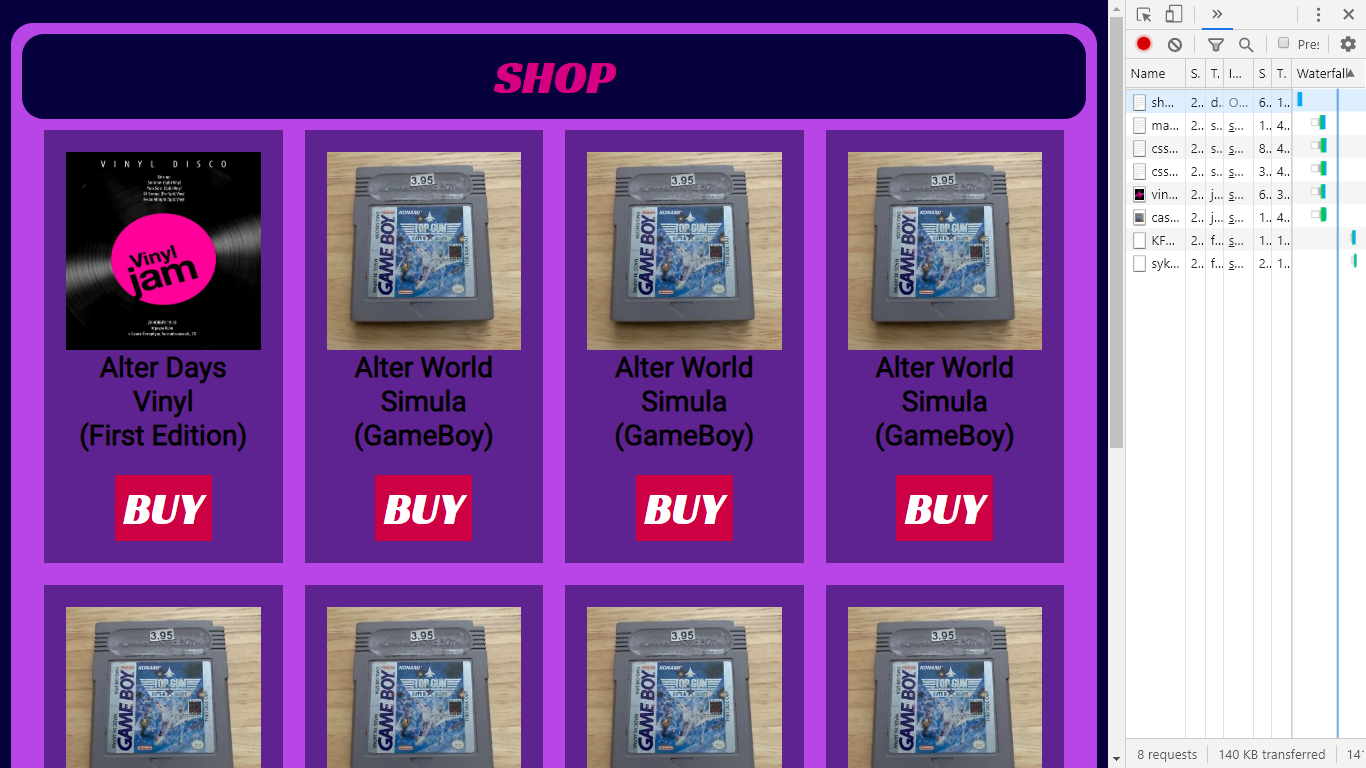 SHOP
VINYL DISCO
Vinyl
jam
3.95
KONAMI
TOP GUN
GAME BOY
3.95
KONAMI
TOP GUN
GAME BOY
3.95
KONAMI
TOP GUN
GAME BOY
Alter Days
Vinyl
(First Edition)
Alter World
Simula
(GameBoy)
Alter World
Simula
(GameBoy)
Alter World
Simula
(GameBoy)
BUY
BUY
BUY
BUY
3.95
KONAMI
TOP GUN
GAME BOY
3.95
KONAMI
TOP GUN
GAME BOY
3.95
KONAMI
TOP GUN
GAME BOY
3.95
KONAMI
TOP GUN
GAME BOY
Pres
Name S. T. I... S T. Waterfall
sh... 2.. d.. O... 6.. 1..
ma... 2.. s.. s... 1.. 4..
css... 2.. s.. s... 8.. 4..
css... 2.. s.. s... 3.. 4..
vin... 2.. j... s... 6.. 3..
cas... 2.. j... s... 1.. 4..
KF... 2.. f... s... 1.. 1..
syk... 2.. f... s... 2.. 1..
8 requests 140 KB transferred 14